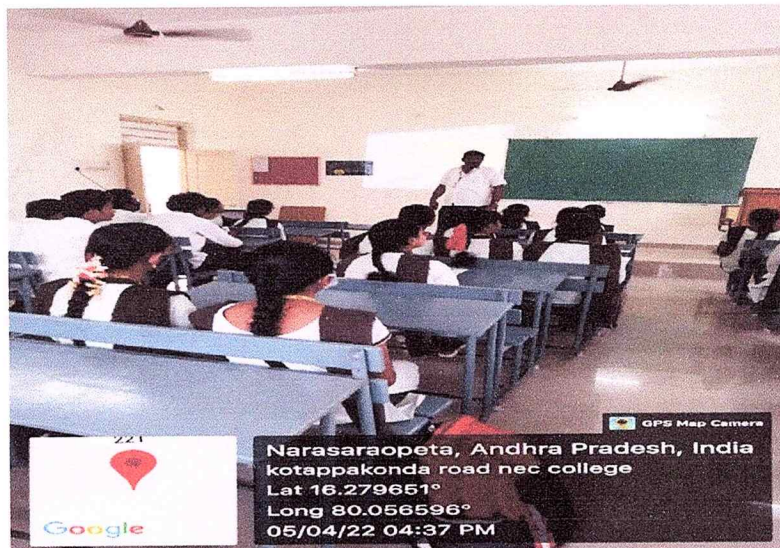 GPS Map Camera
221
Google
Narasaraopeta, Andhra Pradesh, India
kotappakonda road nec college
Lat 16.279651°
Long 80.056596°
05/04/22 04:37 PM